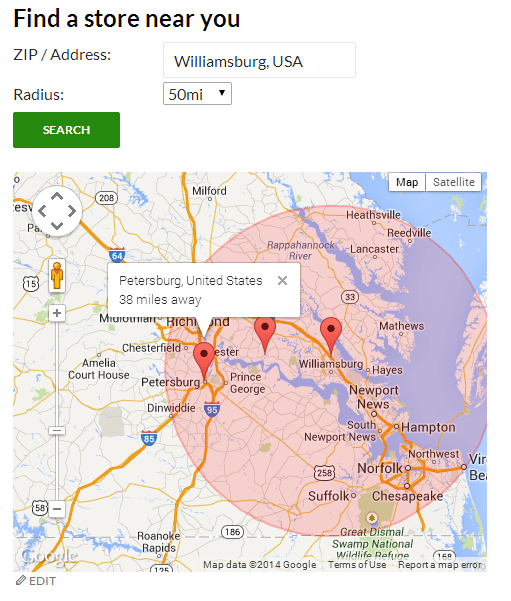 Find a store near you
ZIP / Address:
Williamsburg, USA
Radius:
50mi
SEARCH
Map
Satellite
Milford
208
Heathsville
Reedville
Rappahannock
River
Lancaster
64
15
Petersburg, United States
38 miles away
33
Midlothian
Richmond
Mathews
Chesterfield
ester
Williamsburg
Hayes
Amelia
Court House
Petersburg
Prince
George
Newport
News
Dinwiddie
95
South
Newport News
Hampton
85
Northwest
Vir
Norfolk
Bea
258
Suffolk
Chesapeake
58
Roanoke
Rapids
186
Great Dismal
Swamp National
Wildlife Refuge
168
125
Google
Map data ©2014 Google
Terms of Use
Report a map error
EDIT